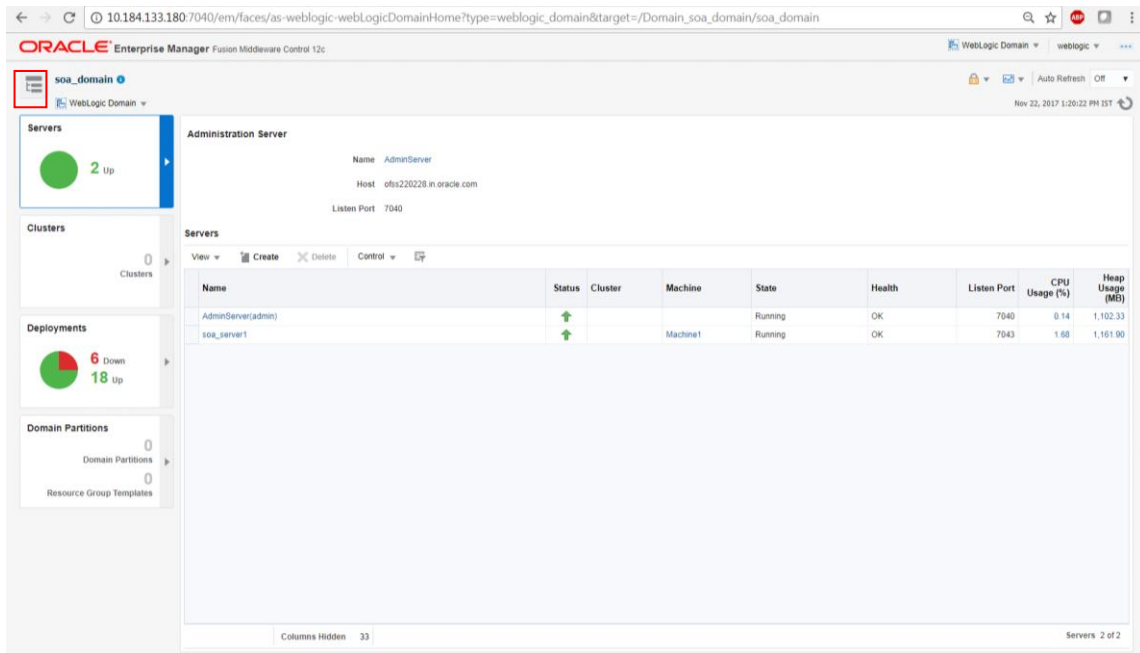 10.184.133.180:7040/em/faces/as-weblogic-webLogicDomainHome?type=weblogic_domain&target=/Domain_soa_domain/soa_domain
ABP
ORACLE Enterprise Manager Fusion Middleware Control 12c
WebLogic Domain weblogic
soa_domain
Auto Refresh Off
WebLogic Domain
Nov 22, 2017 1:20:22 PM IST
Servers
2 Up
Clusters
0
Clusters
Deployments
6 Down
18 Up
Domain Partitions
0
Domain Partitions
0
Resource Group Templates
Administration Server
Name AdminServer
Host ofss220228.in.oracle.com
Listen Port 7040
Servers
View Create Delete Control
Name Status Cluster Machine State Health Listen Port CPU Usage (%) Heap Usage (MB)
AdminServer(admin) Running OK 7040 0.14 1,102.33
soa_server1 Machine1 Running OK 7043 1.68 1,161.90
Columns Hidden 33
Servers 2 of 2